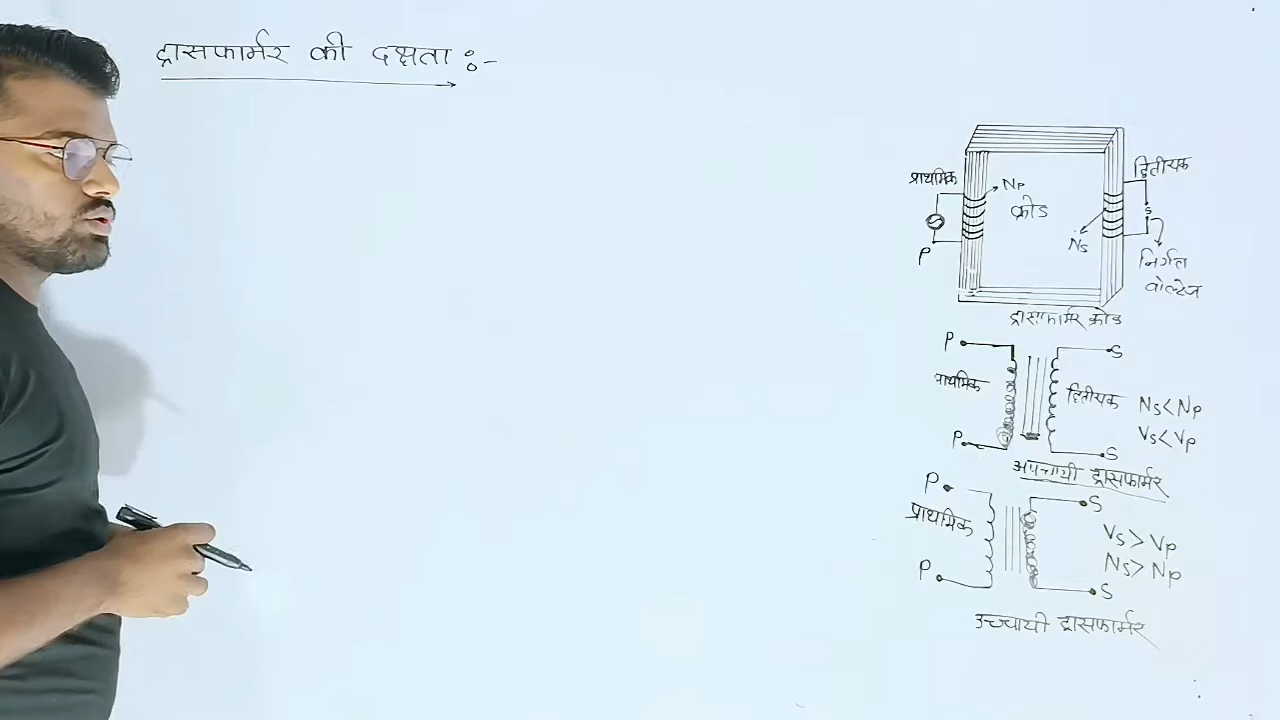 ट्रासफार्मर की दक्षता :-
प्राथमिक
द्वितीयक
Np
क्रोड
S
Ns
P
निर्गत
वोल्टेज
ट्रासफार्मर क्रोड
P
S
प्राथमिक
द्वितीयक
Ns<Np
Vs<Vp
P
S
अपचायी ट्रासफार्मर
P
S
प्राथमिक
Vs>Vp
Ns>Np
P
S
उच्चायी ट्रासफार्मर